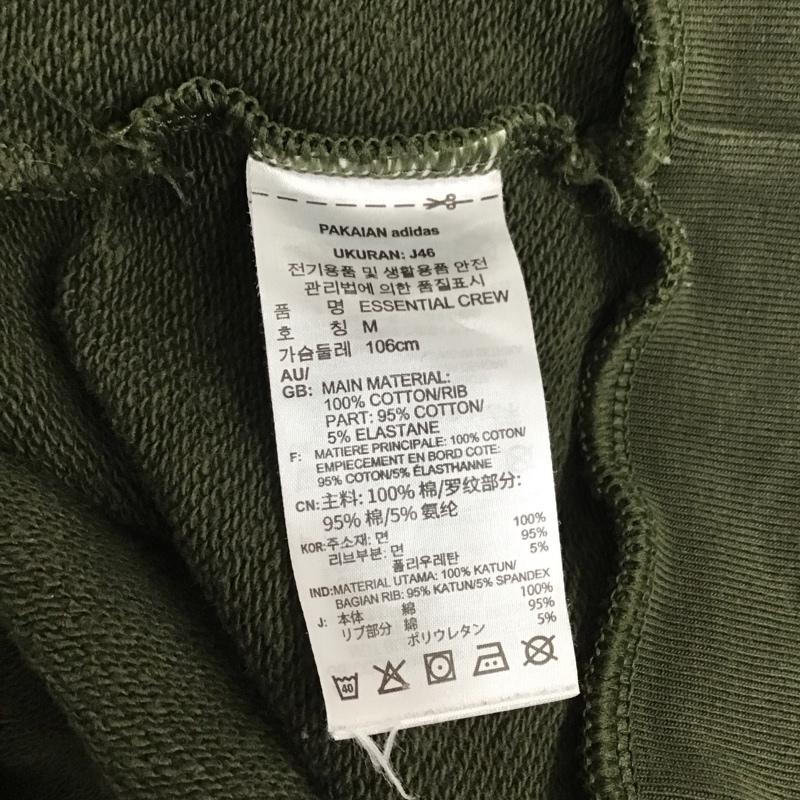 PAKAIAN adidas
UKURAN: J46
전기용품 및 생활용품 안전
관리법에 의한 품질표시
품 명 ESSENTIAL CREW
호 칭 M
가슴둘레 106cm
AU/
GB: MAIN MATERIAL:
100% COTTON/RIB
PART: 95% COTTON/
5% ELASTANE
F: MATIERE PRINCIPALE: 100% COTON/
EMPIECEMENT EN BORD COTE:
95% COTON/5% ÉLASTHANNE
CN: 主料: 100% 棉/罗纹部分:
95% 棉/5% 氨纶
KOR: 주소재: 면 100%
리브부분: 면 95%
폴리우레탄 5%
IND: MATERIAL UTAMA: 100% KATUN/
BAGIAN RIB: 95% KATUN/5% SPANDEX
J: 本体 綿 100%
リブ部分 綿 95%
ポリウレタン 5%
40